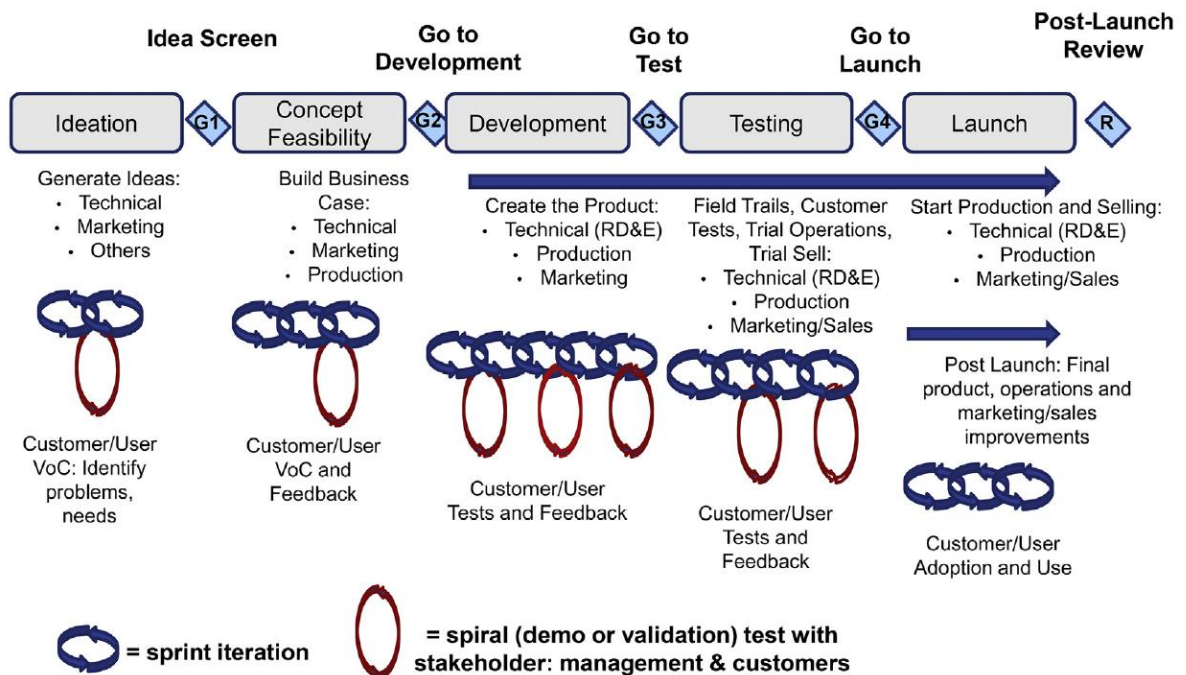 Idea Screen
Go to
Development
Go to
Test
Go to
Launch
Post-Launch
Review
Ideation
G1
Concept
Feasibility
G2
Development
G3
Testing
G4
Launch
R
Generate Ideas:
• Technical
• Marketing
• Others
Build Business
Case:
• Technical
• Marketing
• Production
Create the Product:
• Technical (RD&E)
• Production
• Marketing
Field Trails, Customer
Tests, Trial Operations,
Trial Sell:
• Technical (RD&E)
• Production
• Marketing/Sales
Start Production and Selling:
• Technical (RD&E)
• Production
• Marketing/Sales
Post Launch: Final
product, operations and
marketing/sales
improvements
Customer/User
VoC: Identify
problems,
needs
Customer/User
VoC and
Feedback
Customer/User
Tests and Feedback
Customer/User
Tests and
Feedback
Customer/User
Adoption and Use
= sprint iteration
= spiral (demo or validation) test with
stakeholder: management & customers